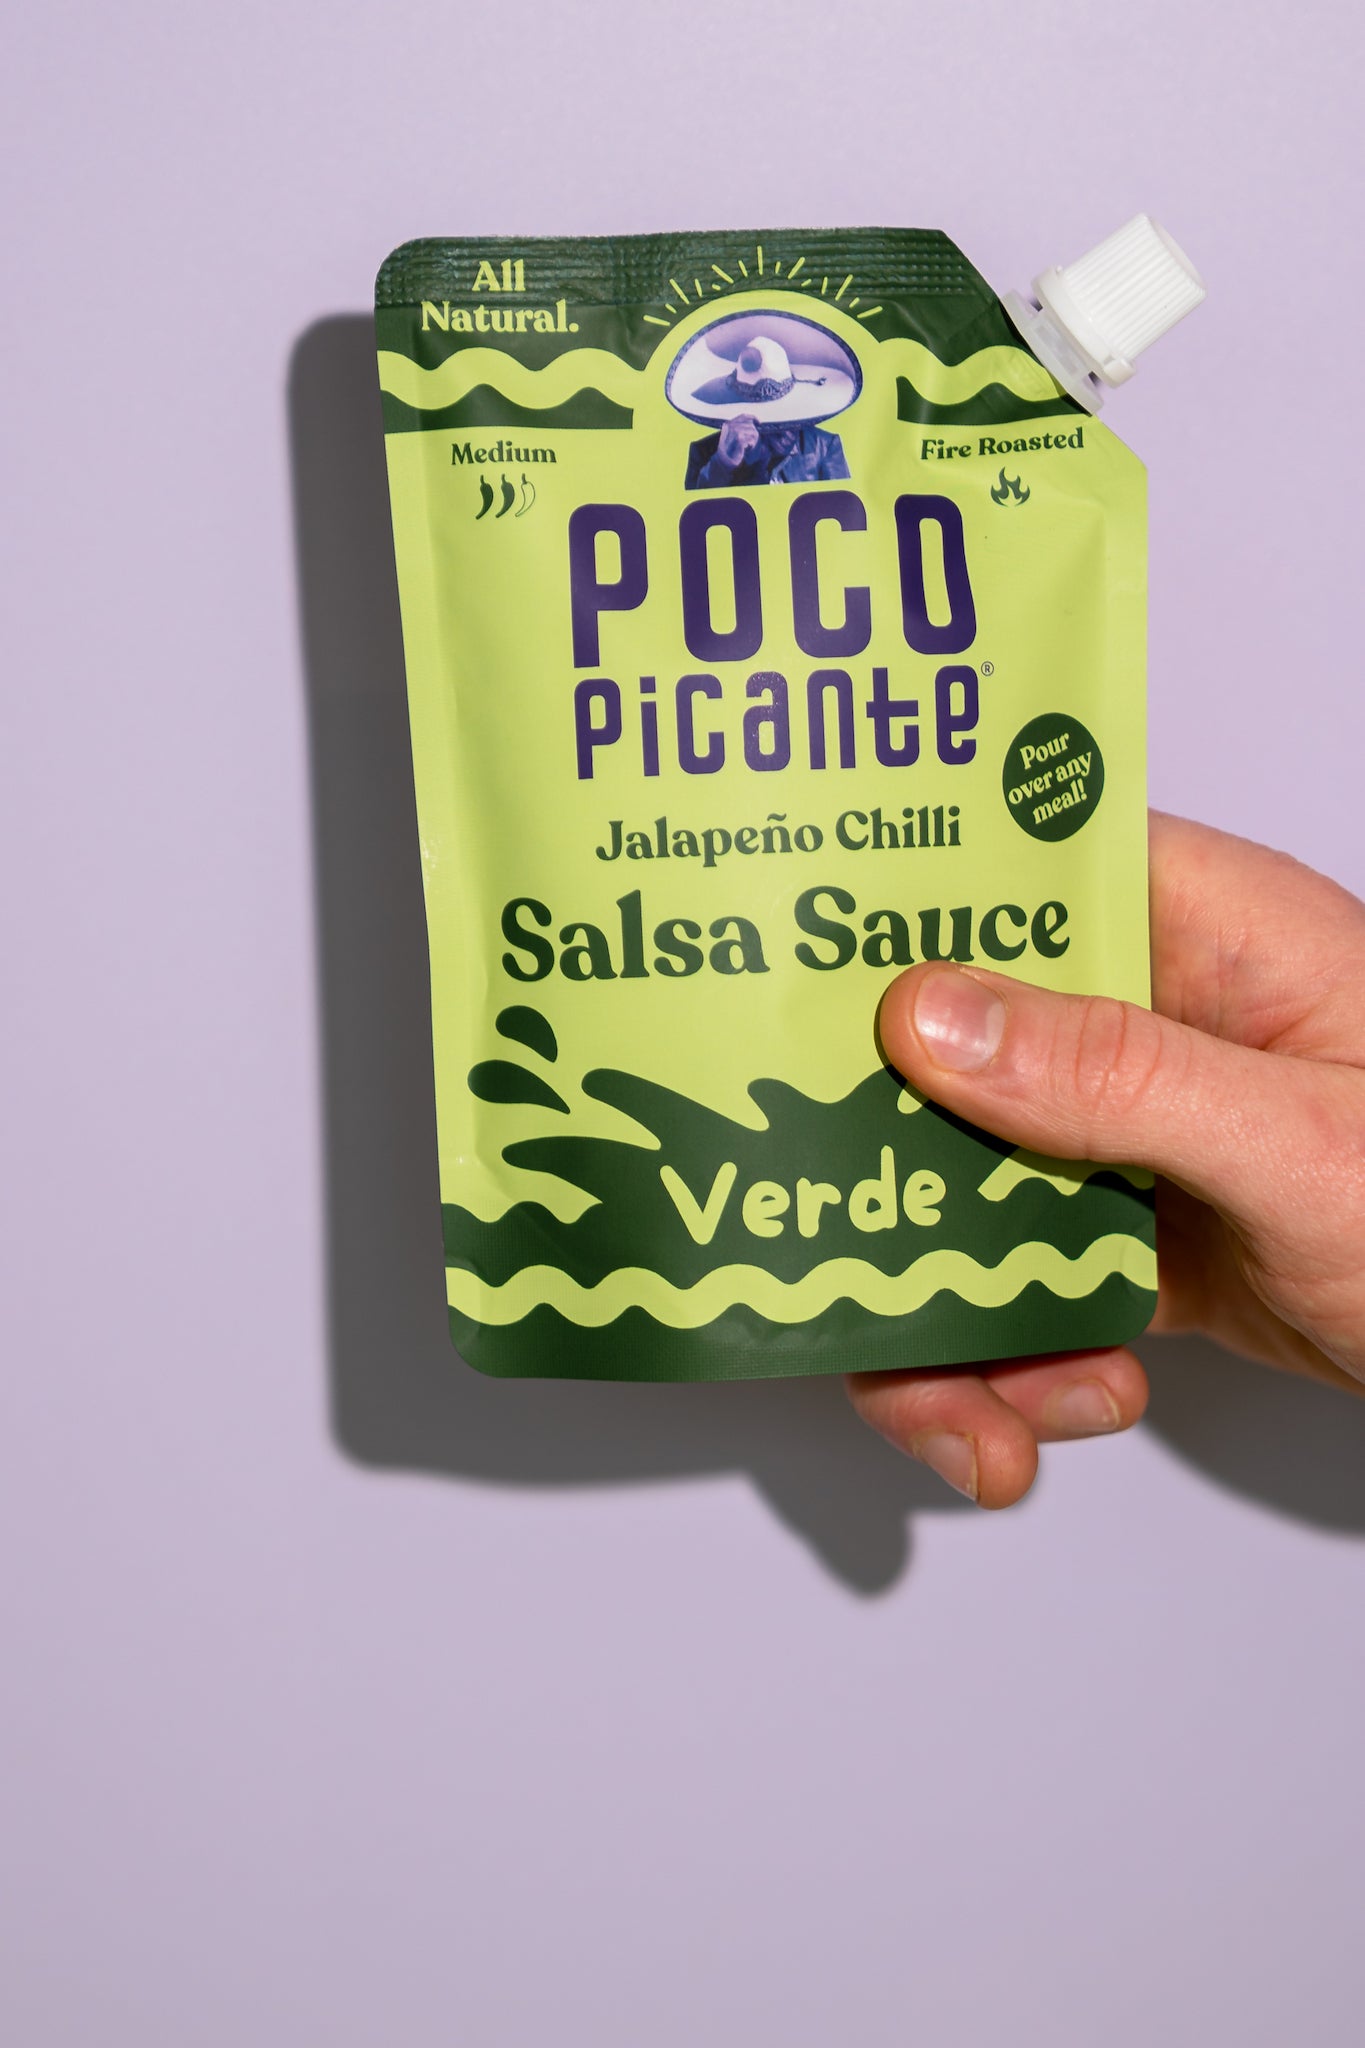 All
Natural.
Medium
Fire Roasted
POCO
Picante®
Pour
over any
meal!
Jalapeño Chilli
Salsa Sauce
Verde